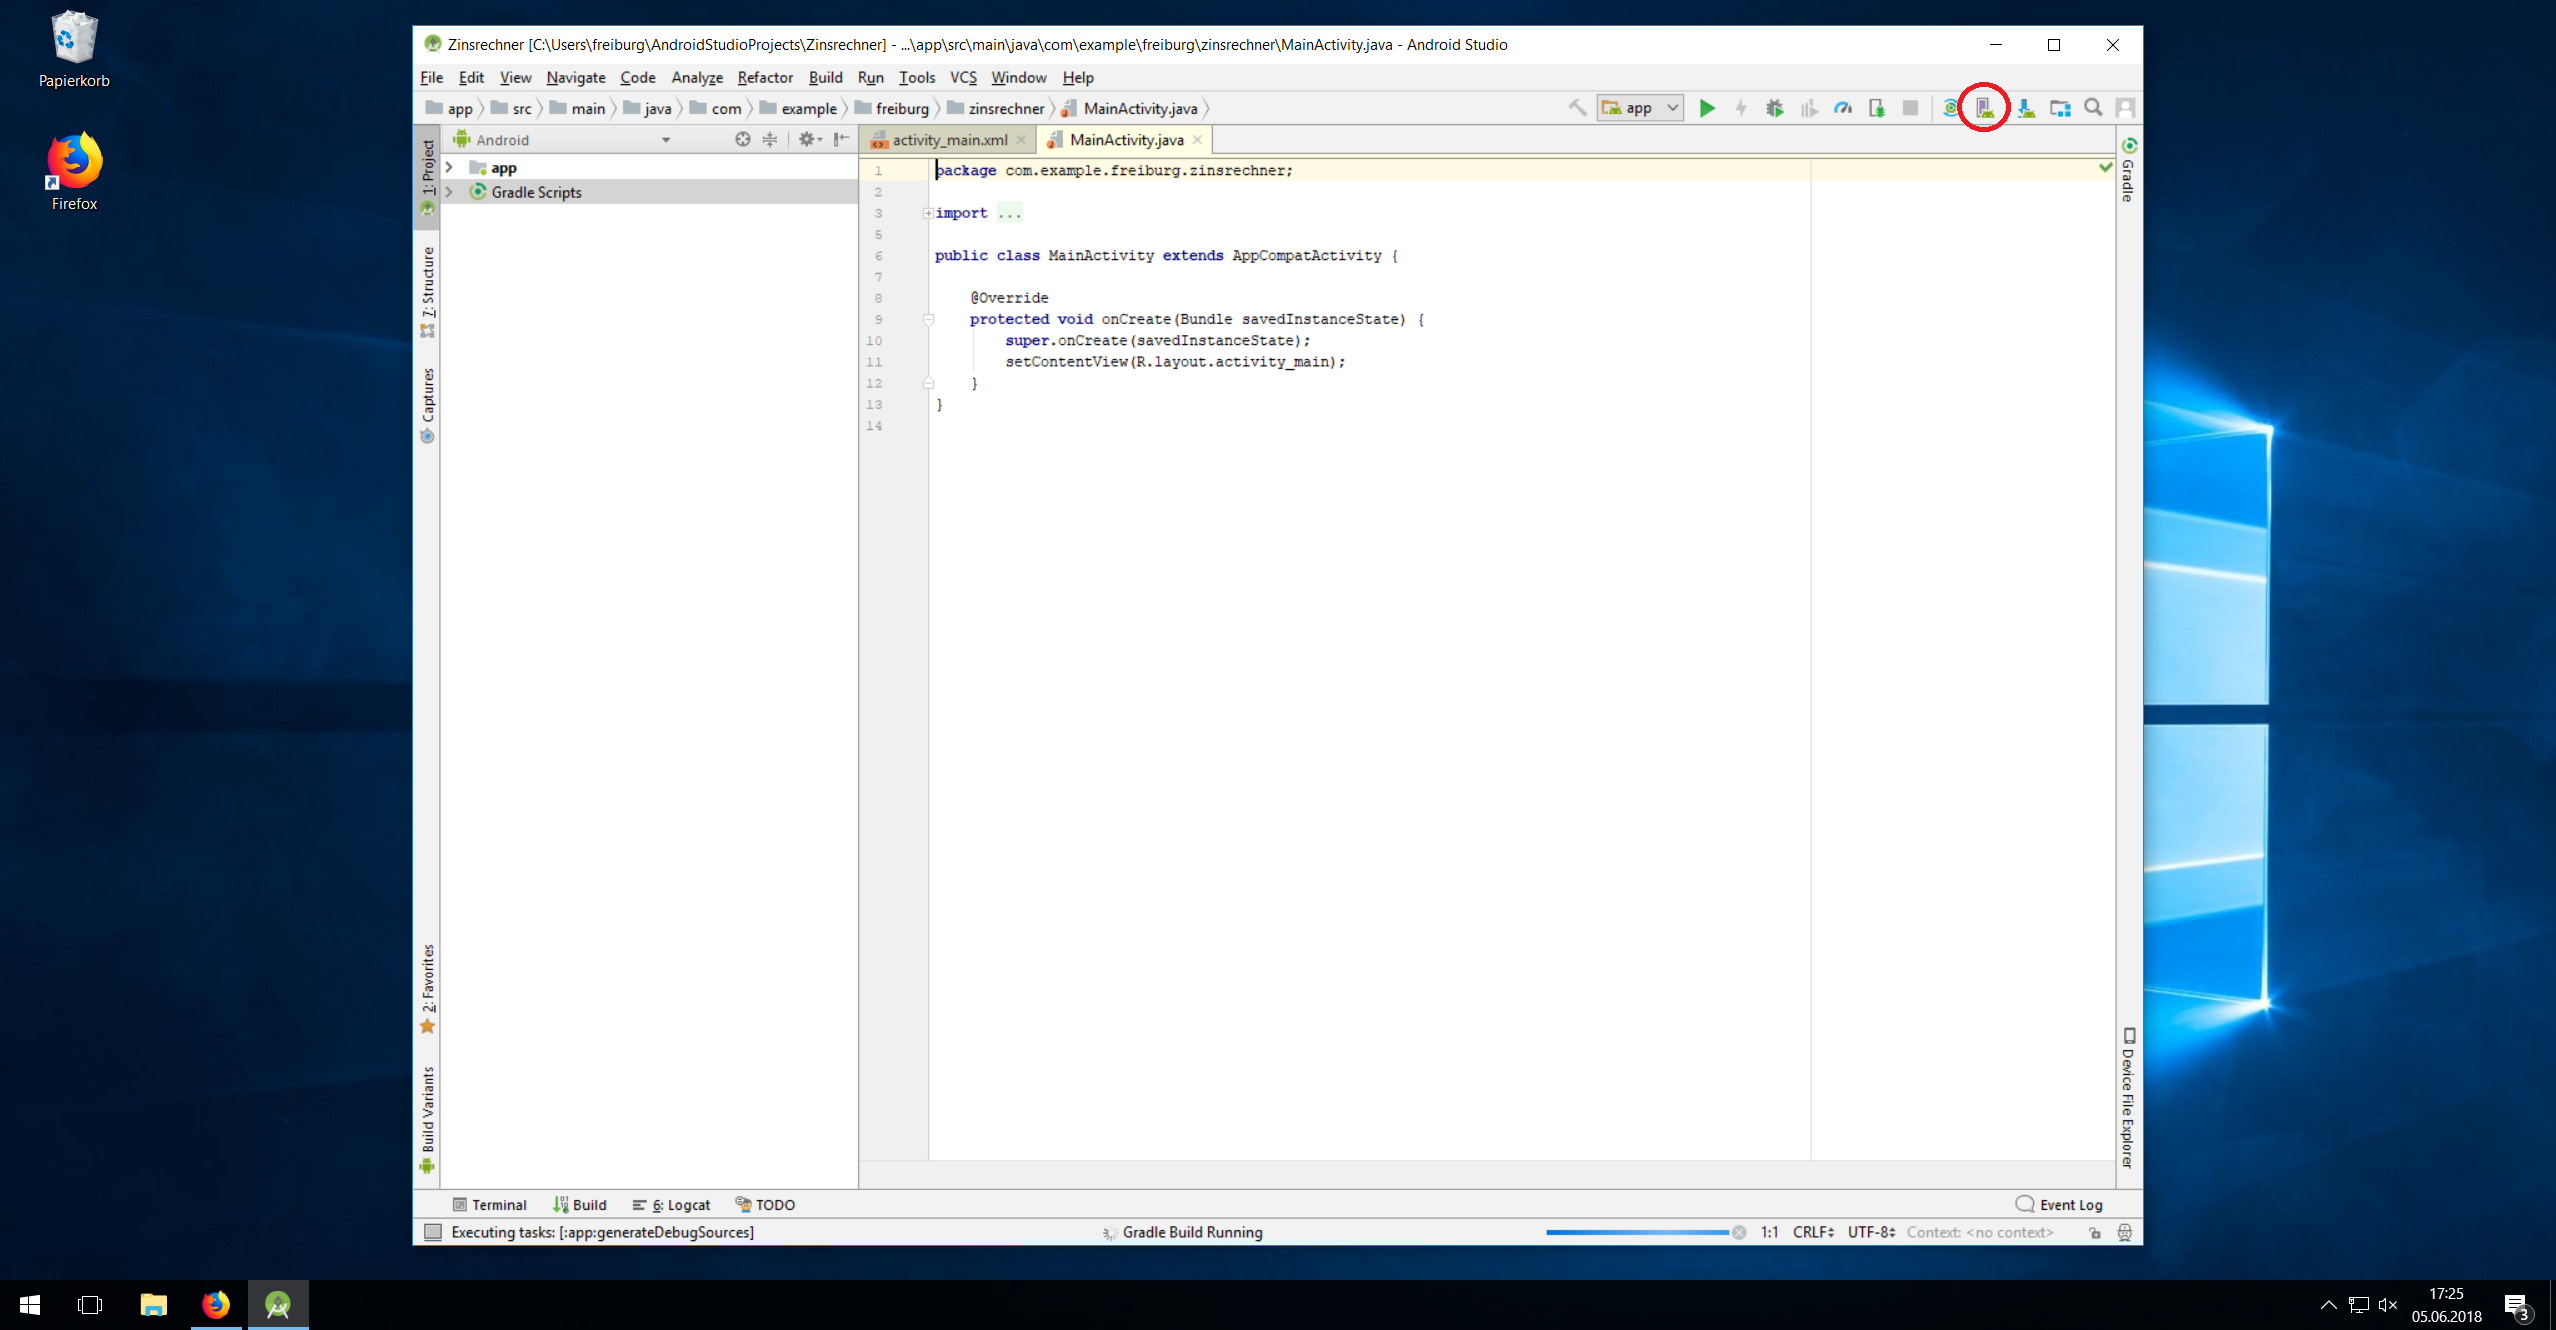 Papierkorb
Firefox
Zinsrechner [C:\Users\freiburg\AndroidStudioProjects\Zinsrechner] - ...\app\src\main\java\com\example\freiburg\zinsrechner\MainActivity.java - Android Studio
File Edit View Navigate Code Analyze Refactor Build Run Tools VCS Window Help
app src main java com example freiburg zinsrechner MainActivity.java app
1: Project
7: Structure
Captures
2: Favorites
Build Variants
Android
app
Gradle Scripts
activity_main.xml MainActivity.java
1 package com.example.freiburg.zinsrechner;
2
3 import ...
5
6 public class MainActivity extends AppCompatActivity {
7
8 @Override
9 protected void onCreate(Bundle savedInstanceState) {
10 super.onCreate(savedInstanceState);
11 setContentView(R.layout.activity_main);
12 }
13 }
14
Gradle
Device File Explorer
Terminal Build 6: Logcat TODO Event Log
Executing tasks: [:app:generateDebugSources] Gradle Build Running 1:1 CRLF UTF-8 Context: <no context>
17:25
05.06.2018
3